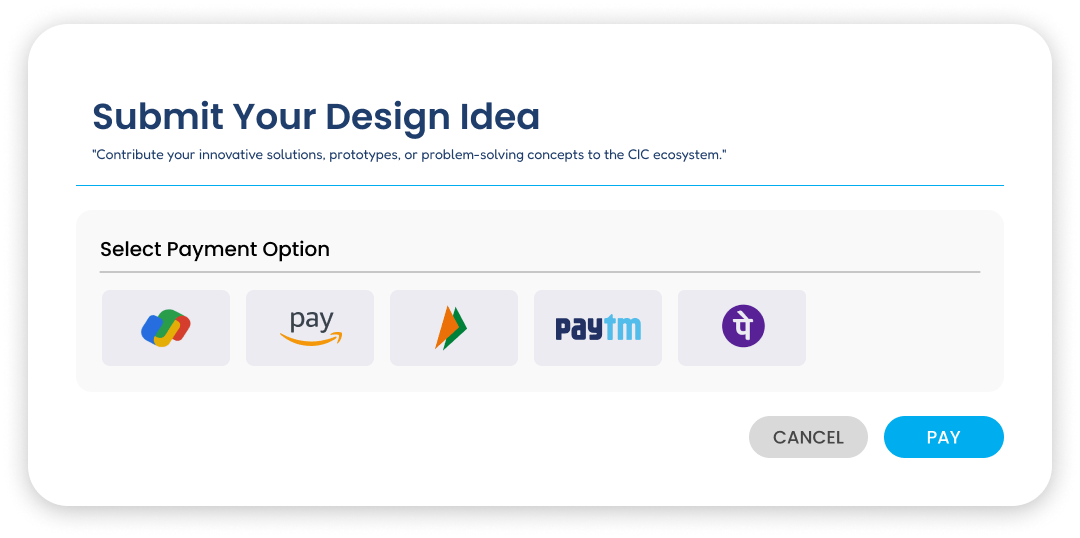 Submit Your Design Idea
"Contribute your innovative solutions, prototypes, or problem-solving concepts to the CIC ecosystem."
Select Payment Option
pay
paytm
पे
CANCEL
PAY